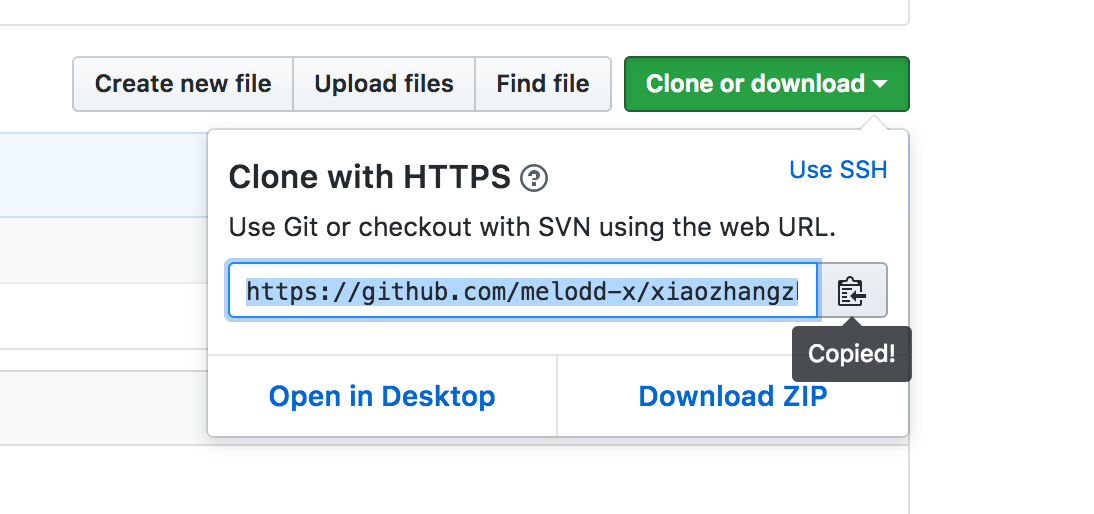 Create new file Upload files Find file Clone or download
Clone with HTTPS Use SSH
Use Git or checkout with SVN using the web URL.
https://github.com/melodd-x/xiaozhangz
Copied!
Open in Desktop Download ZIP